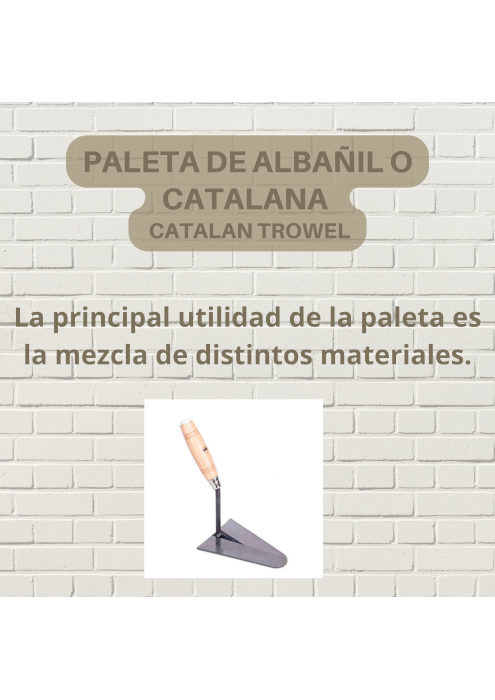 PALETA DE ALBAÑIL O
CATALANA
CATALAN TROWEL
La principal utilidad de la paleta es
la mezcla de distintos materiales.